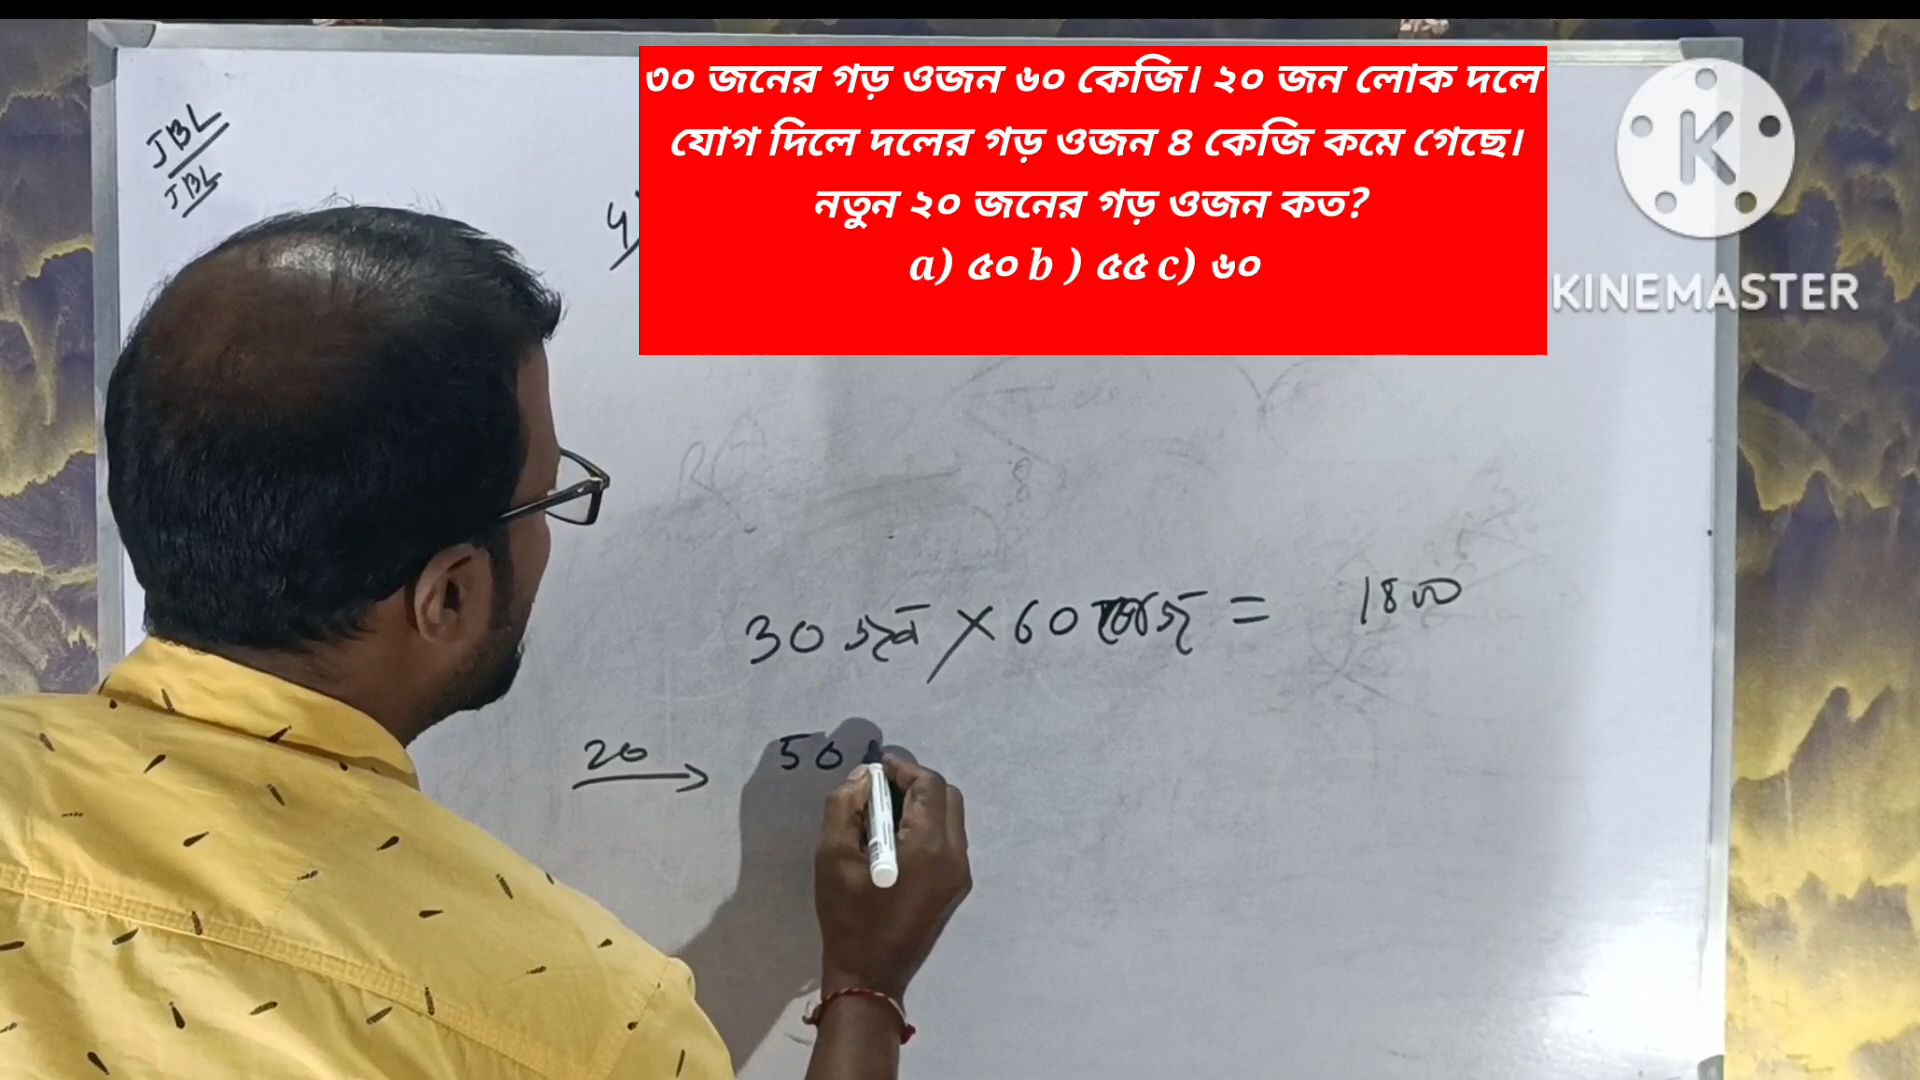 ৩০ জনের গড় ওজন ৬০ কেজি। ২০ জন লোক দলে
যোগ দিলে দলের গড় ওজন ৪ কেজি কমে গেছে।
নতুন ২০ জনের গড় ওজন কত?
a) ৫০ b ) ৫৫ c) ৬০
K
KINEMASTER
JBL
JBL
30 জন × 60 কেজি = 1800
20 → 50